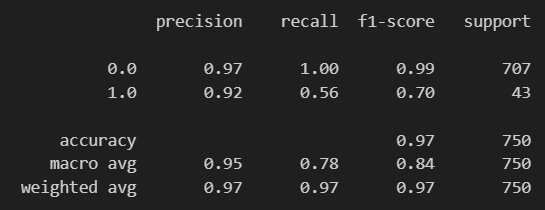 precision recall f1-score support
0.0 0.97 1.00 0.99 707
1.0 0.92 0.56 0.70 43
accuracy 0.97 750
macro avg 0.95 0.78 0.84 750
weighted avg 0.97 0.97 0.97 750